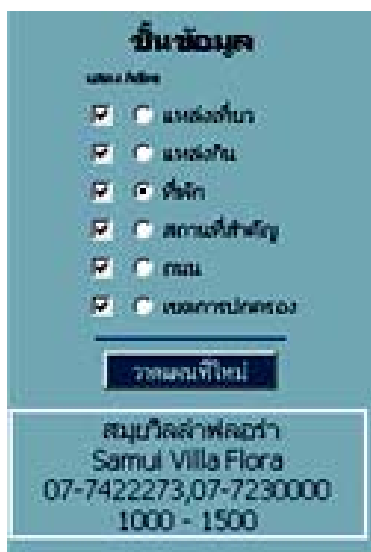 ชั้นข้อมูล
แสดง Active
แหล่งเที่ยว
แหล่งกิน
ที่พัก
สถานที่สำคัญ
ถนน
เขตการปกครอง
วาดแผนที่ใหม่
สมุยวิลล่าฟลอร่า
Samui Villa Flora
07-7422273,07-7230000
1000 - 1500